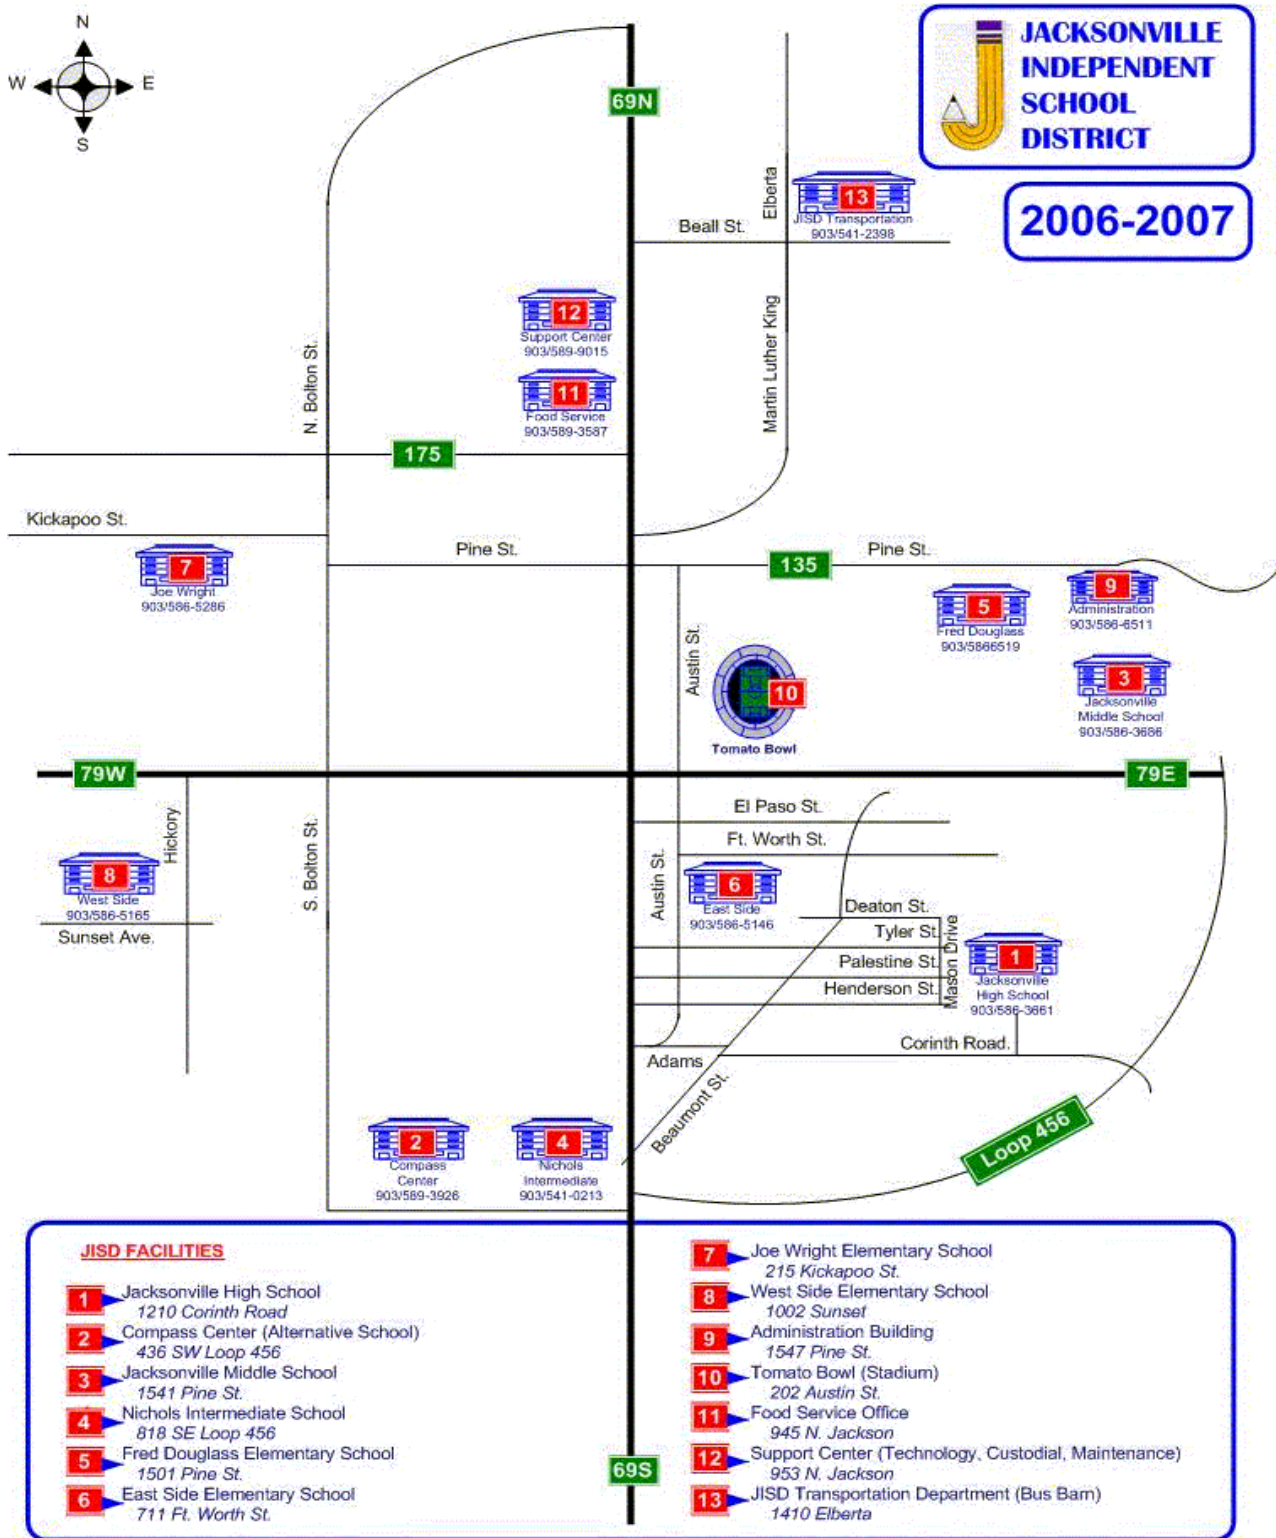 N
W
E
S
JACKSONVILLE
INDEPENDENT
SCHOOL
DISTRICT
2006-2007
69N
Elberta
13
JISD Transportation
903/541-2398
Beall St.
12
Support Center
903/589-9015
11
Food Service
903/589-3587
N. Bolton St.
Martin Luther King
175
Kickapoo St.
7
Joe Wright
903/586-5286
Pine St.
135
Pine St.
5
Fred Douglass
903/5866519
9
Administration
903/586-6511
Austin St.
10
Tomato Bowl
3
Jacksonville
Middle School
903/586-3686
79W
79E
Hickory
8
West Side
903/586-5165
Sunset Ave.
S. Bolton St.
El Paso St.
Ft. Worth St.
Austin St.
6
East Side
903/586-5146
Deaton St.
Tyler St.
Palestine St.
Henderson St.
Mason Drive
1
Jacksonville
High School
903/586-3661
Corinth Road.
Adams
Beaumont St.
Loop 456
2
Compass
Center
903/589-3926
4
Nichols
Intermediate
903/541-0213
JISD FACILITIES
1 Jacksonville High School
1210 Corinth Road
2 Compass Center (Alternative School)
436 SW Loop 456
3 Jacksonville Middle School
1541 Pine St.
4 Nichols Intermediate School
818 SE Loop 456
5 Fred Douglass Elementary School
1501 Pine St.
6 East Side Elementary School
711 Ft. Worth St.
69S
7 Joe Wright Elementary School
215 Kickapoo St.
8 West Side Elementary School
1002 Sunset
9 Administration Building
1547 Pine St.
10 Tomato Bowl (Stadium)
202 Austin St.
11 Food Service Office
945 N. Jackson
12 Support Center (Technology, Custodial, Maintenance)
953 N. Jackson
13 JISD Transportation Department (Bus Barn)
1410 Elberta